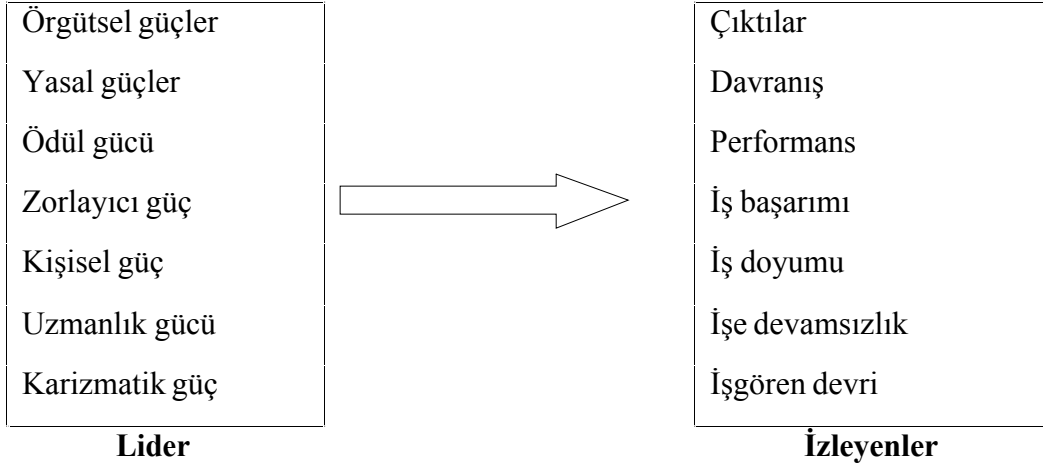 Örgütsel güçler
Yasal güçler
Ödül gücü
Zorlayıcı güç
Kişisel güç
Uzmanlık gücü
Karizmatik güç
Lider
Çıktılar
Davranış
Performans
İş başarımı
İş doyumu
İşe devamsızlık
İşgören devri
İzleyenler